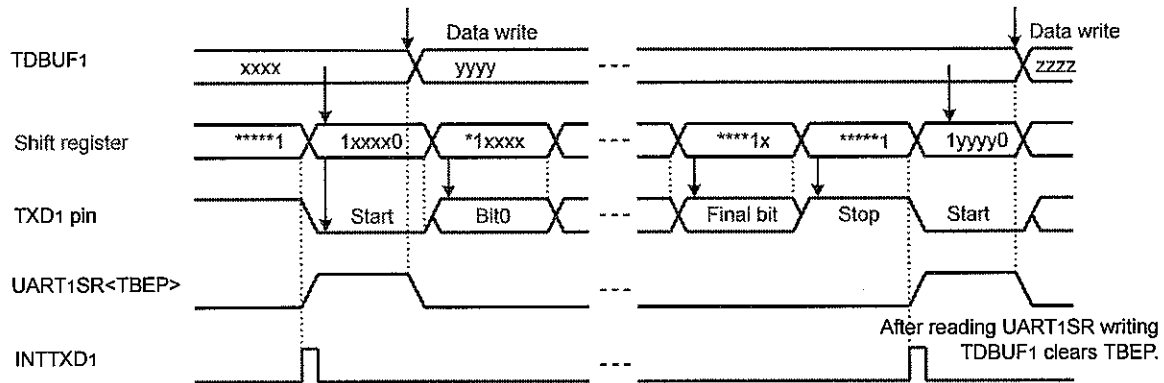 Data write Data write
TDBUF1 xxxx yyyy zzzz
Shift register *****1 1xxxx0 *1xxxx ****1x *****1 1yyyy0
TXD1 pin Start Bit0 Final bit Stop Start
UART1SR<TBEP>
After reading UART1SR writing
TDBUF1 clears TBEP.
INTTXD1